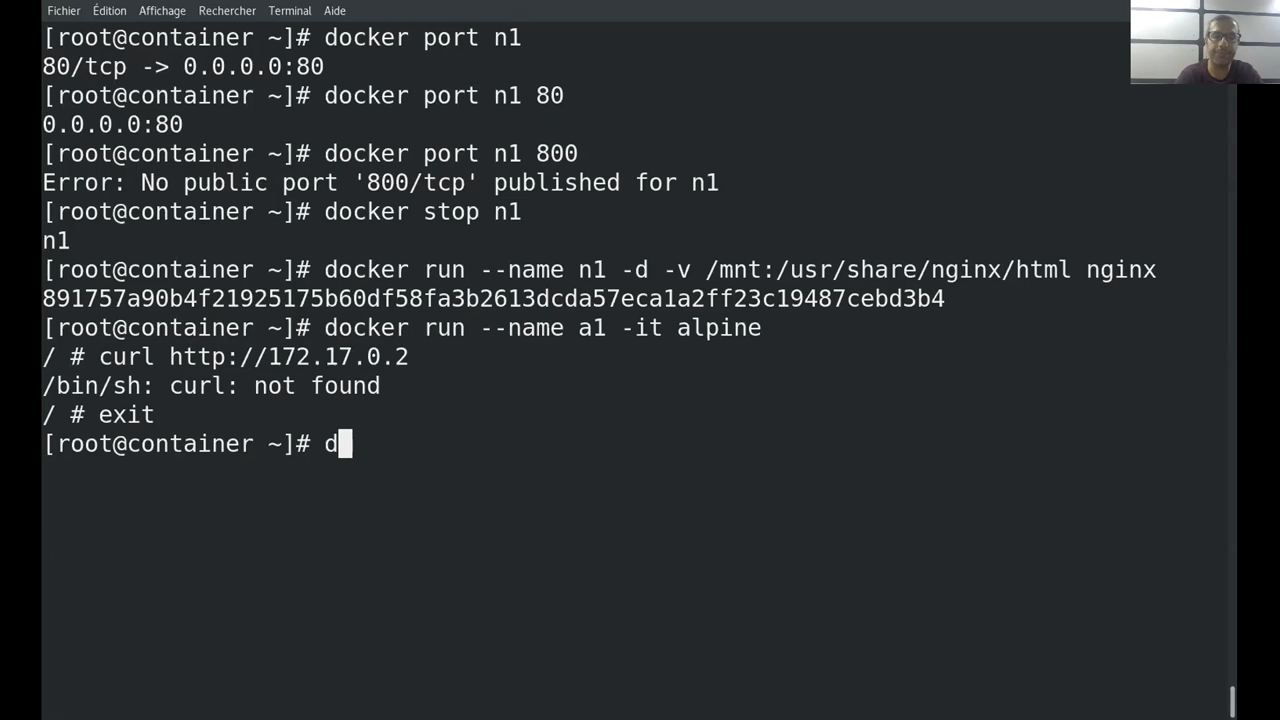 Fichier Édition Affichage Rechercher Terminal Aide
[root@container ~]# docker port n1
80/tcp -> 0.0.0.0:80
[root@container ~]# docker port n1 80
0.0.0.0:80
[root@container ~]# docker port n1 800
Error: No public port '800/tcp' published for n1
[root@container ~]# docker stop n1
n1
[root@container ~]# docker run --name n1 -d -v /mnt:/usr/share/nginx/html nginx
891757a90b4f21925175b60df58fa3b2613dcda57eca1a2ff23c19487cebd3b4
[root@container ~]# docker run --name a1 -it alpine
/ # curl http://172.17.0.2
/bin/sh: curl: not found
/ # exit
[root@container ~]# d